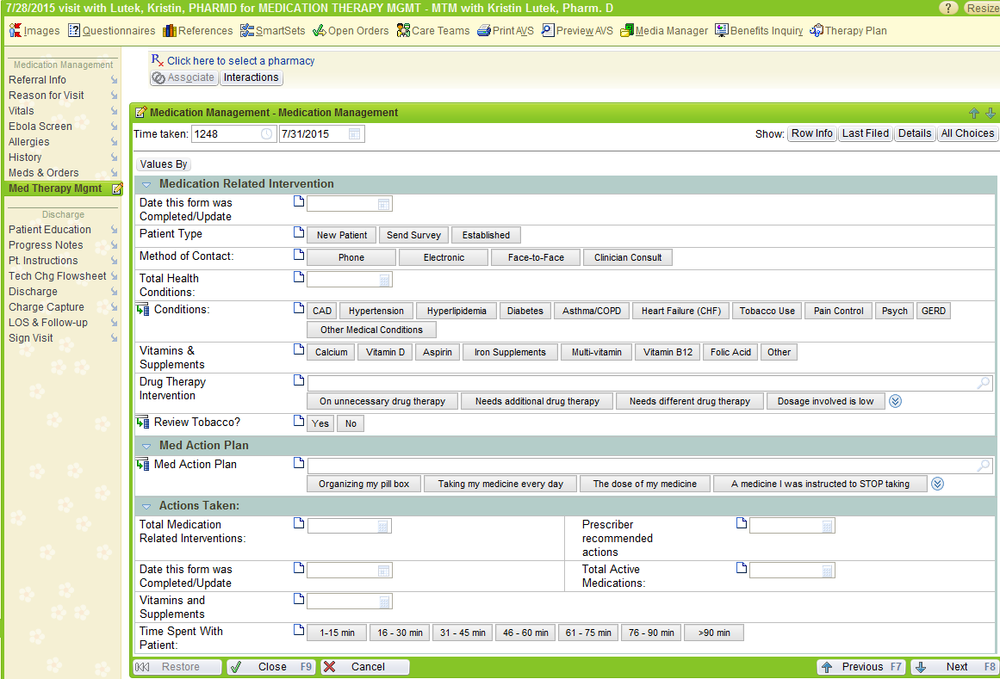 7/28/2015 visit with Lutek, Kristin, PHARMD for MEDICATION THERAPY MGMT - MTM with Kristin Lutek, Pharm. D ? Resize
Images Questionnaires References SmartSets Open Orders Care Teams Print AVS Preview AVS Media Manager Benefits Inquiry Therapy Plan
Medication Management
Referral Info
Reason for Visit
Vitals
Ebola Screen
Allergies
History
Meds & Orders
Med Therapy Mgmt
Discharge
Patient Education
Progress Notes
Pt. Instructions
Tech Chg Flowsheet
Discharge
Charge Capture
LOS & Follow-up
Sign Visit
Rx Click here to select a pharmacy
Associate Interactions
Medication Management - Medication Management
Time taken: 1248 7/31/2015 Show: Row Info Last Filed Details All Choices
Values By
Medication Related Intervention
Date this form was
Completed/Update
Patient Type New Patient Send Survey Established
Method of Contact: Phone Electronic Face-to-Face Clinician Consult
Total Health
Conditions:
Conditions: CAD Hypertension Hyperlipidemia Diabetes Asthma/COPD Heart Failure (CHF) Tobacco Use Pain Control Psych GERD
Other Medical Conditions
Vitamins & Calcium Vitamin D Aspirin Iron Supplements Multi-vitamin Vitamin B12 Folic Acid Other
Supplements
Drug Therapy
Intervention On unnecessary drug therapy Needs additional drug therapy Needs different drug therapy Dosage involved is low
Review Tobacco? Yes No
Med Action Plan
Med Action Plan
Organizing my pill box Taking my medicine every day The dose of my medicine A medicine I was instructed to STOP taking
Actions Taken:
Total Medication
Related Interventions:
Prescriber
recommended
actions
Date this form was
Completed/Update
Total Active
Medications:
Vitamins and
Supplements
Time Spent With 1-15 min 16 - 30 min 31 - 45 min 46 - 60 min 61 - 75 min 76 - 90 min >90 min
Patient:
Restore Close F9 Cancel Previous F7 Next F8